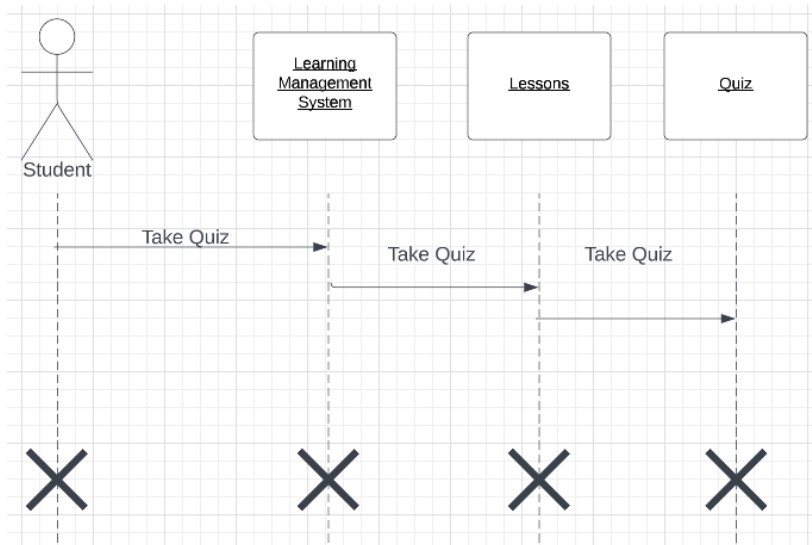 Learning
Management
System
Lessons
Quiz
Student
Take Quiz
Take Quiz
Take Quiz